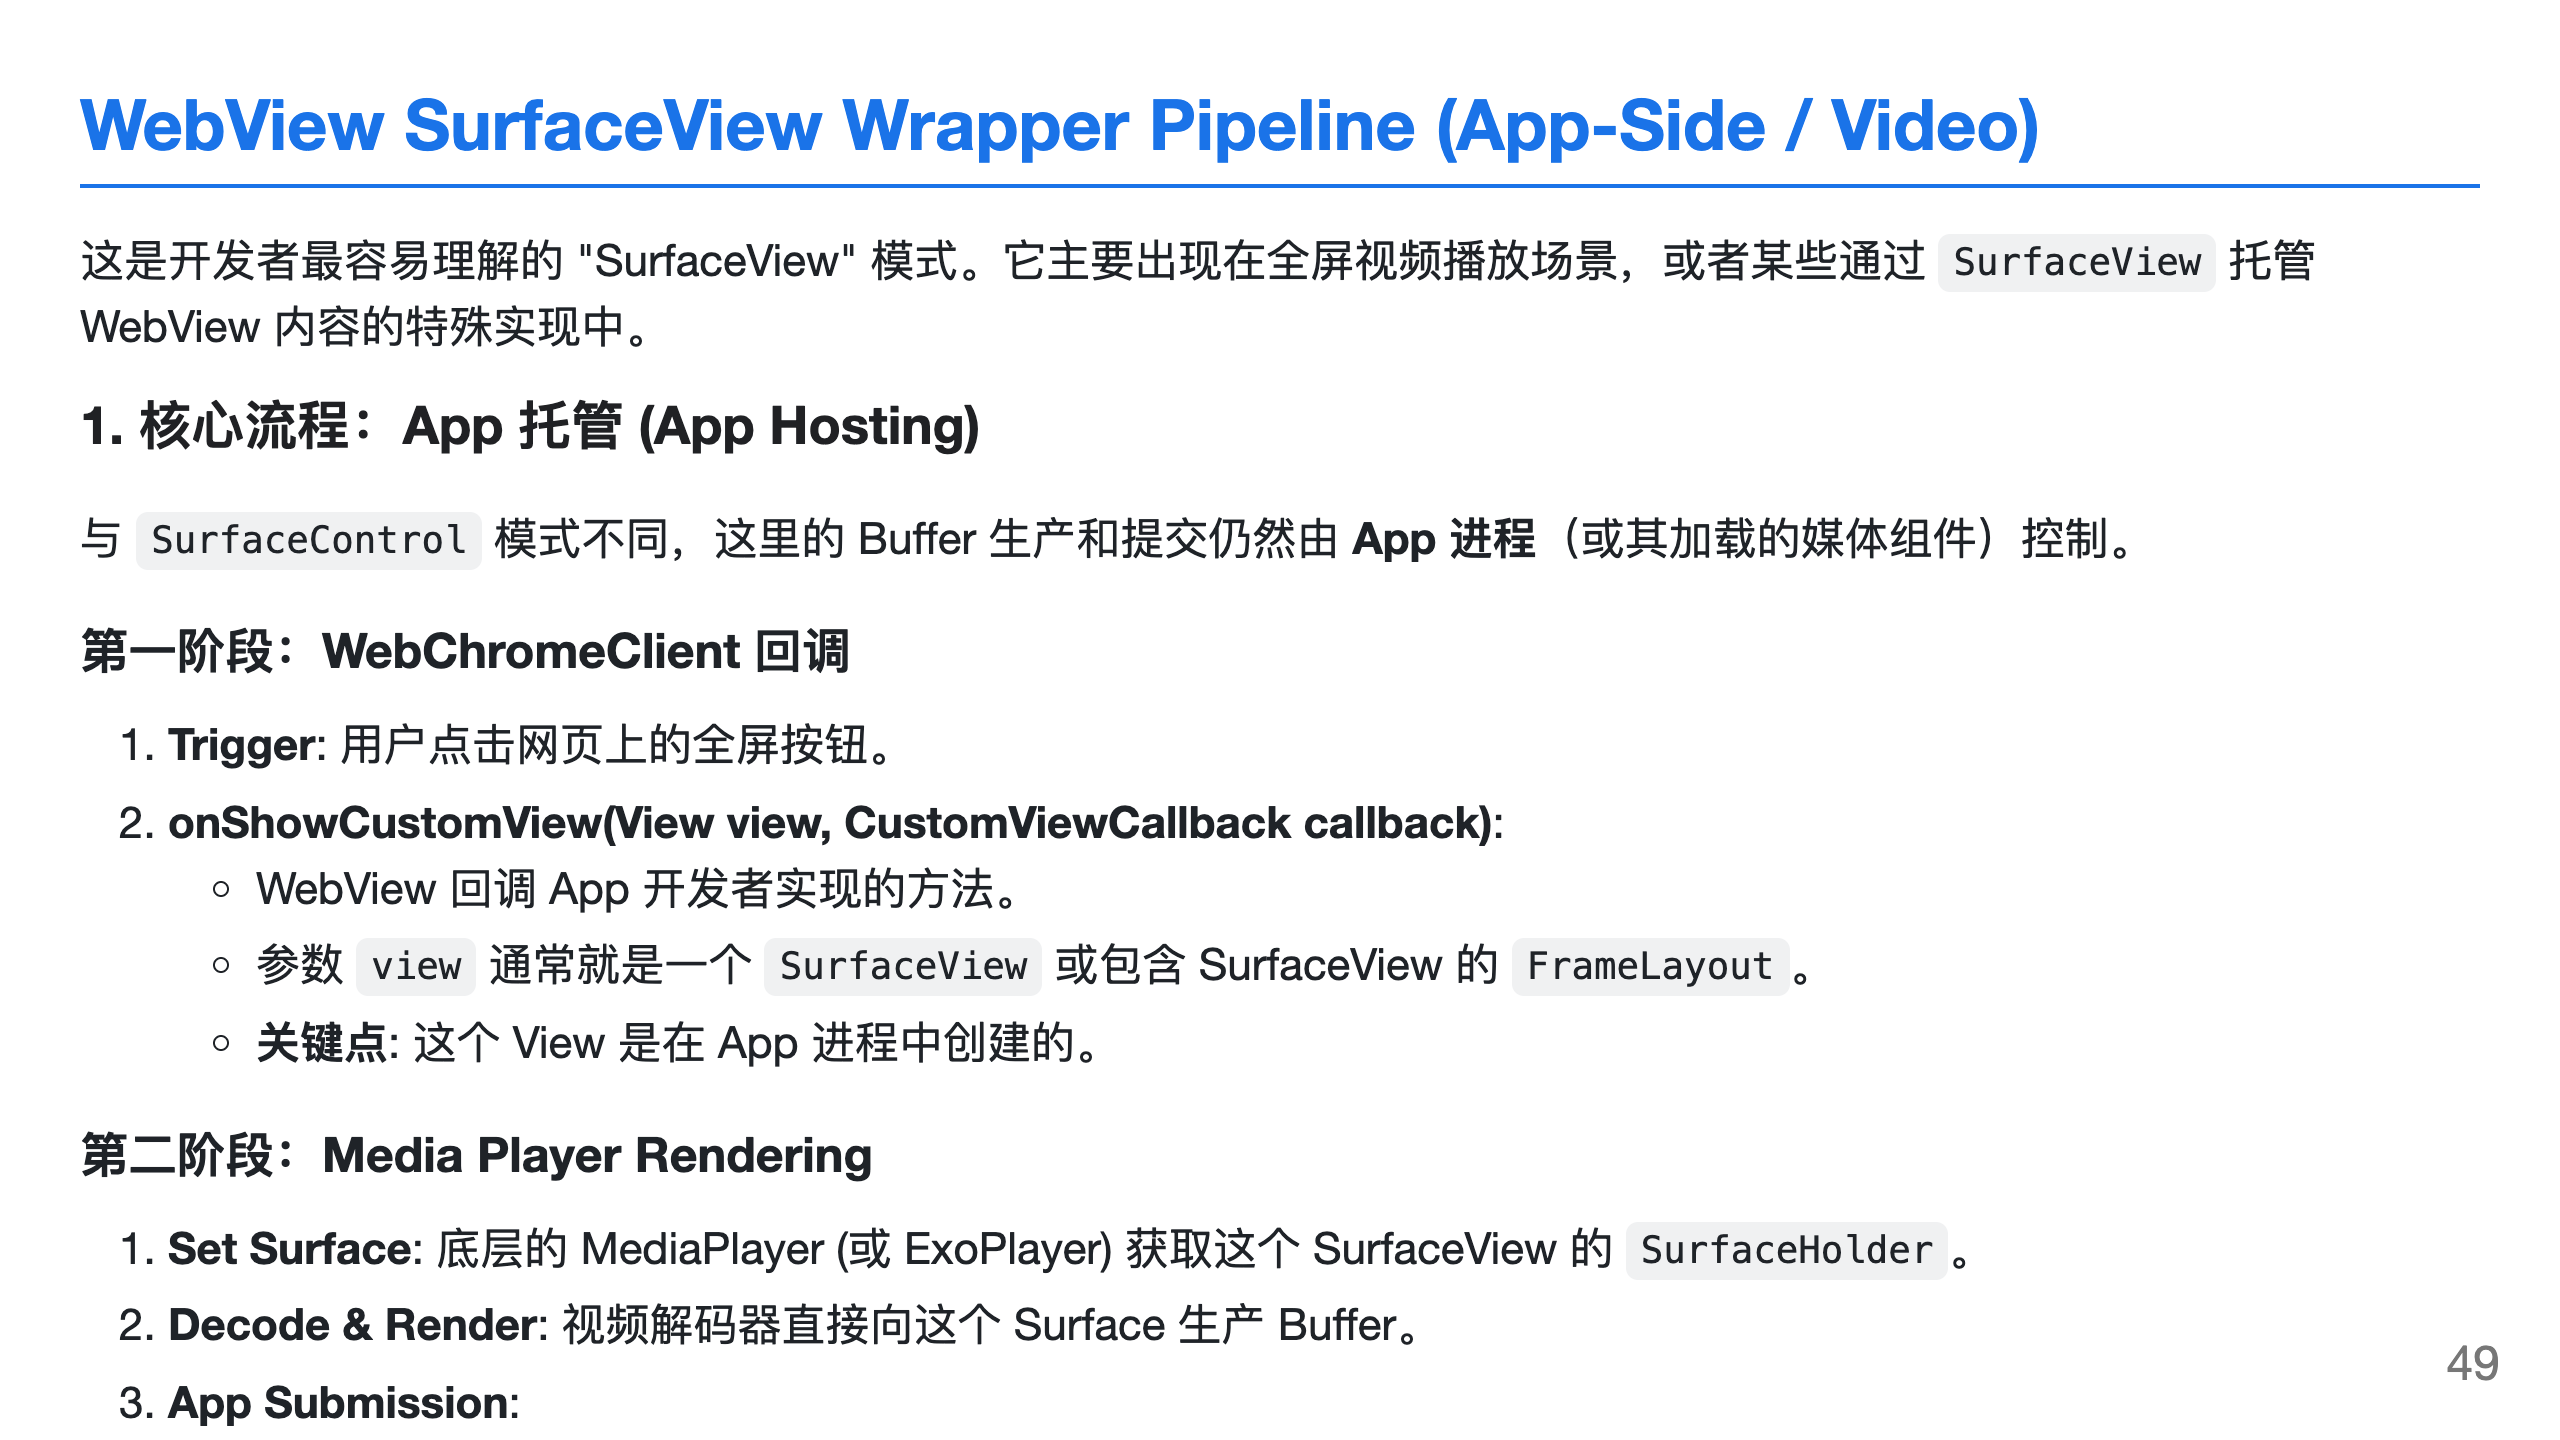 WebView SurfaceView Wrapper Pipeline (App-Side / Video)
这是开发者最容易理解的 "SurfaceView" 模式。它主要出现在全屏视频播放场景，或者某些通过 SurfaceView 托管
WebView 内容的特殊实现中。
1. 核心流程：App 托管 (App Hosting)
与 SurfaceControl 模式不同，这里的 Buffer 生产和提交仍然由 App 进程（或其加载的媒体组件）控制。
第一阶段：WebChromeClient 回调
1. Trigger: 用户点击网页上的全屏按钮。
2. onShowCustomView(View view, CustomViewCallback callback):
○ WebView 回调 App 开发者实现的方法。
○ 参数 view 通常就是一个 SurfaceView 或包含 SurfaceView 的 FrameLayout。
○ 关键点: 这个 View 是在 App 进程中创建的。
第二阶段：Media Player Rendering
1. Set Surface: 底层的 MediaPlayer (或 ExoPlayer) 获取这个 SurfaceView 的 SurfaceHolder。
2. Decode & Render: 视频解码器直接向这个 Surface 生产 Buffer。
3. App Submission:
49